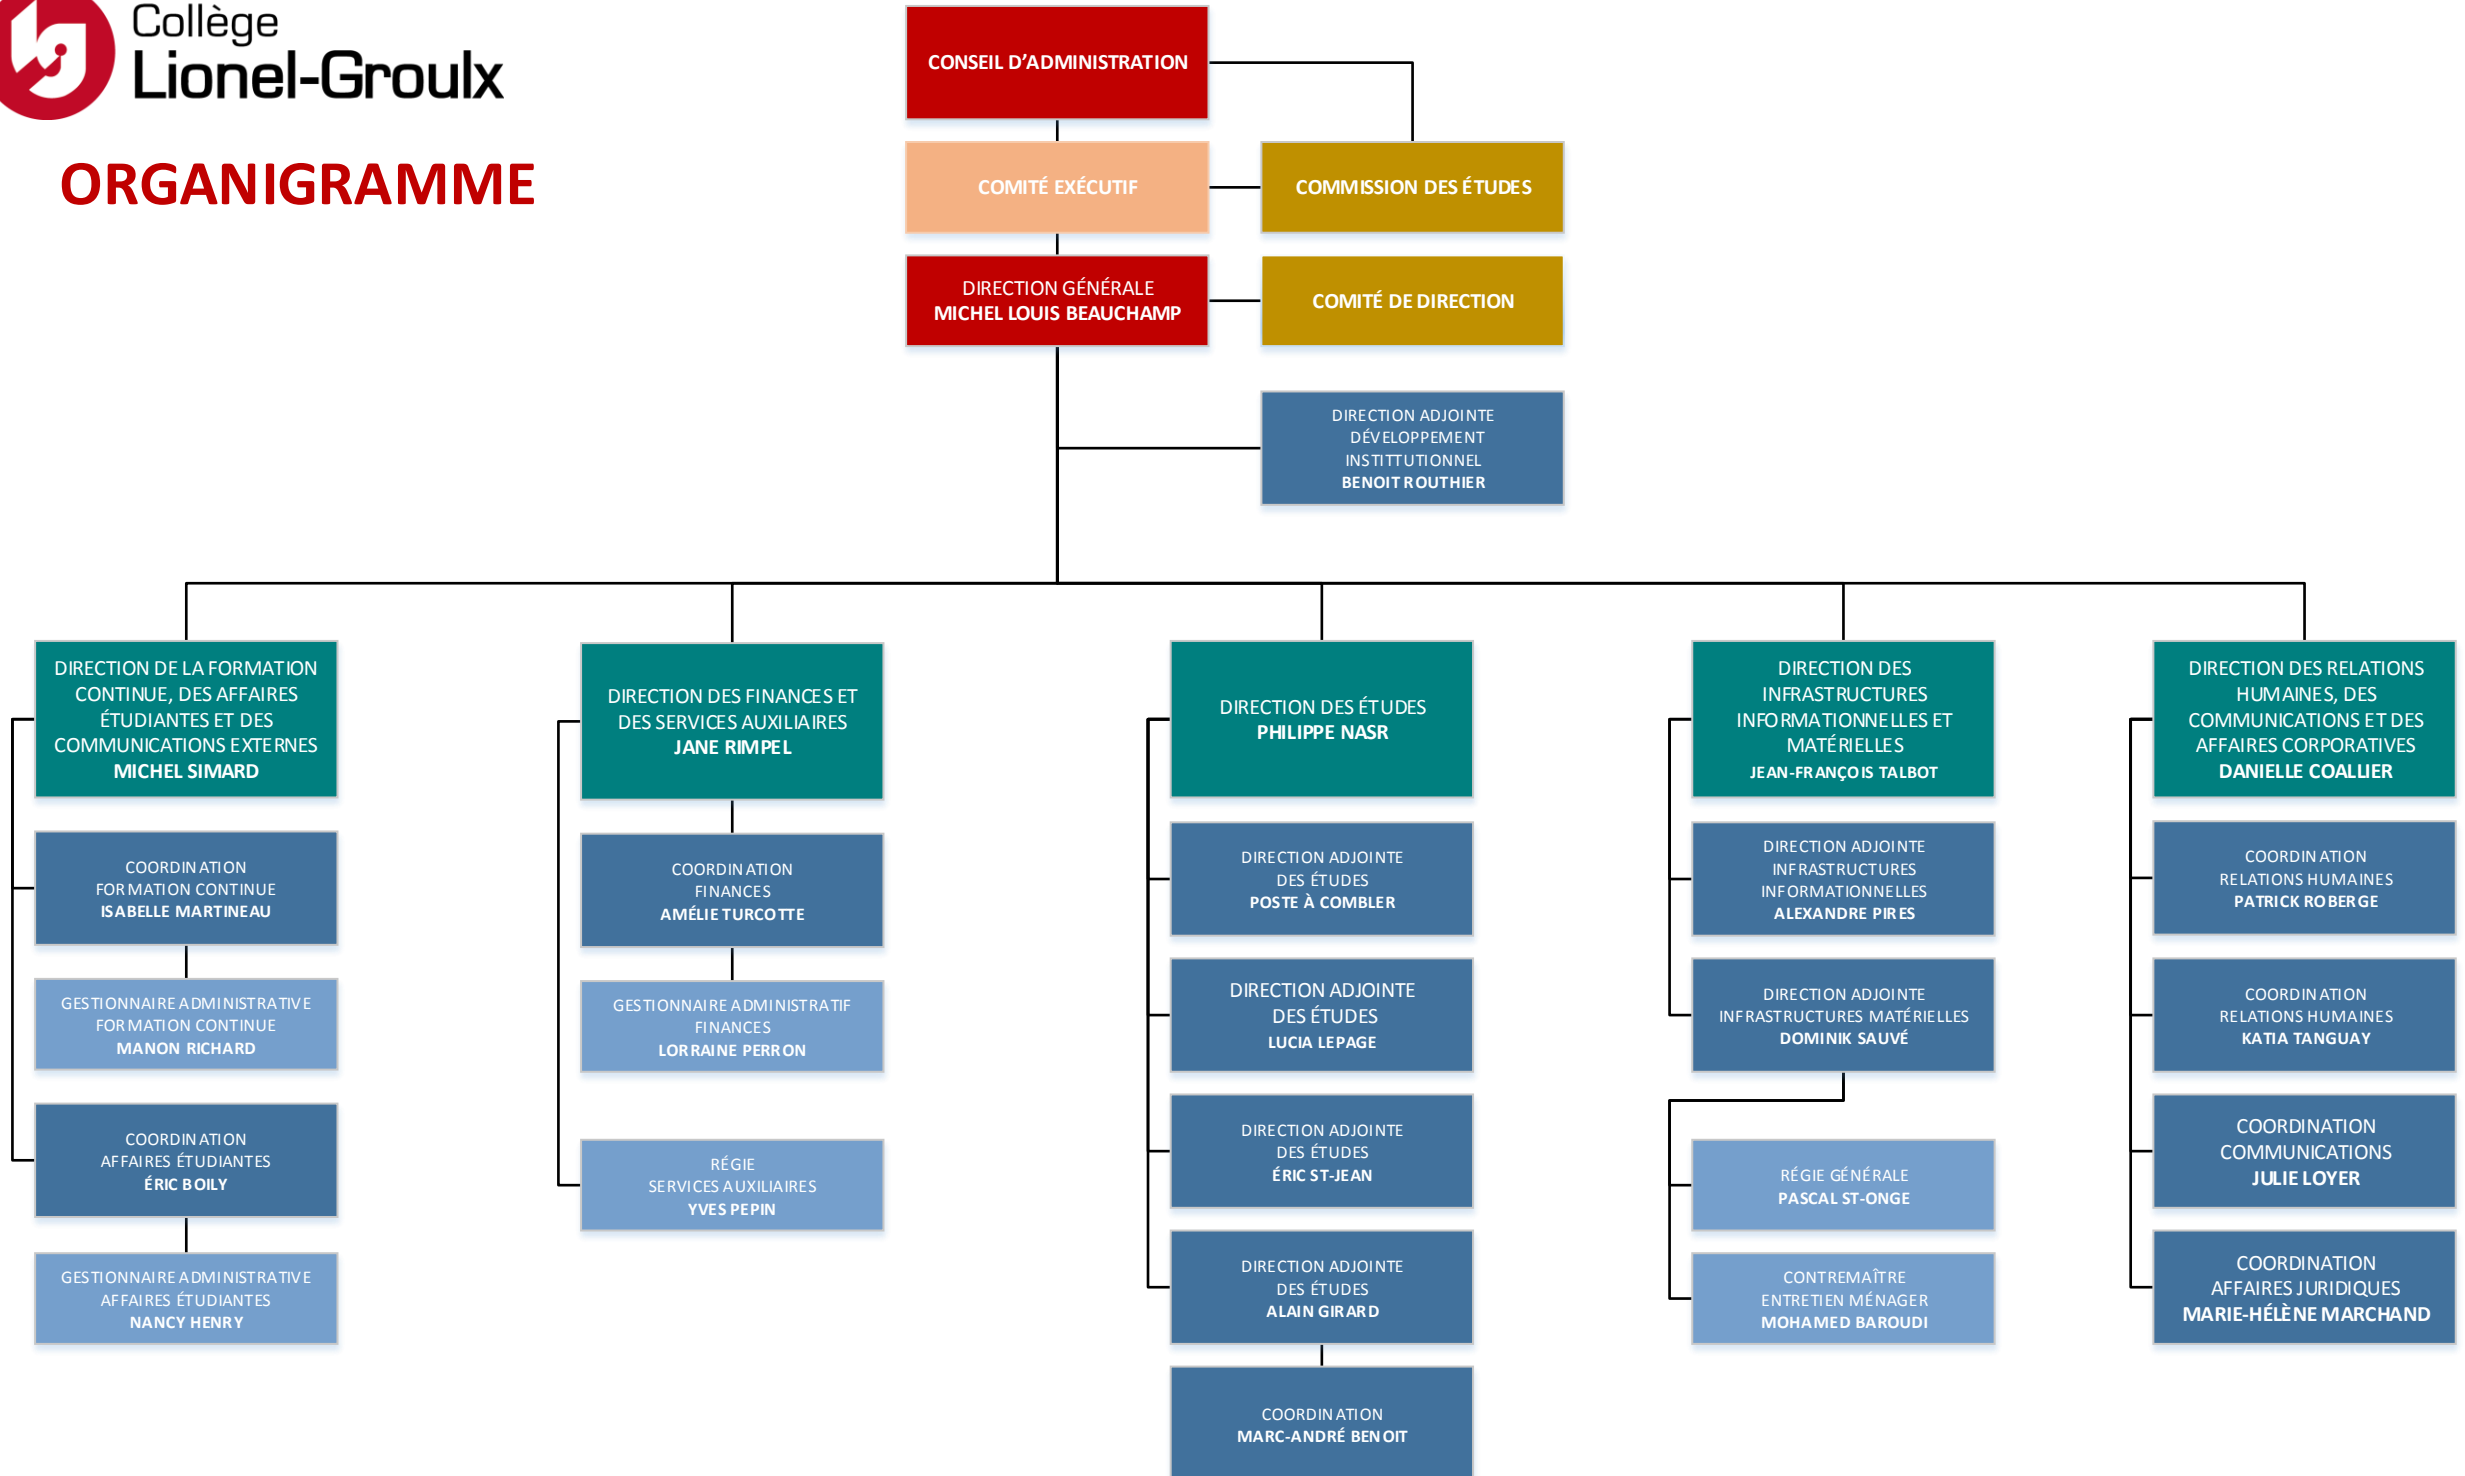 Collège
Lionel-Groulx
ORGANIGRAMME
CONSEIL D'ADMINISTRATION
COMITÉ EXÉCUTIF
COMMISSION DES ÉTUDES
DIRECTION GÉNÉRALE
MICHEL LOUIS BEAUCHAMP
COMITÉ DE DIRECTION
DIRECTION ADJOINTE
DÉVELOPPEMENT
INSTITTUTIONNEL
BENOIT ROUTHIER
DIRECTION DE LA FORMATION
CONTINUE, DES AFFAIRES
ÉTUDIANTES ET DES
COMMUNICATIONS EXTERNES
MICHEL SIMARD
COORDINATION
FORMATION CONTINUE
ISABELLE MARTINEAU
GESTIONNAIRE ADMINISTRATIVE
FORMATION CONTINUE
MANON RICHARD
COORDINATION
AFFAIRES ÉTUDIANTES
ÉRIC BOILY
GESTIONNAIRE ADMINISTRATIVE
AFFAIRES ÉTUDIANTES
NANCY HENRY
DIRECTION DES FINANCES ET
DES SERVICES AUXILIAIRES
JANE RIMPEL
COORDINATION
FINANCES
AMÉLIE TURCOTTE
GESTIONNAIRE ADMINISTRATIF
FINANCES
LORRAINE PERRON
RÉGIE
SERVICES AUXILIAIRES
YVES PEPIN
DIRECTION DES ÉTUDES
PHILIPPE NASR
DIRECTION ADJOINTE
DES ÉTUDES
POSTE À COMBLER
DIRECTION ADJOINTE
DES ÉTUDES
LUCIA LEPAGE
DIRECTION ADJOINTE
DES ÉTUDES
ÉRIC ST-JEAN
DIRECTION ADJOINTE
DES ÉTUDES
ALAIN GIRARD
COORDINATION
MARC-ANDRÉ BENOIT
DIRECTION DES
INFRASTRUCTURES
INFORMATIONNELLES ET
MATÉRIELLES
JEAN-FRANÇOIS TALBOT
DIRECTION ADJOINTE
INFRASTRUCTURES
INFORMATIONNELLES
ALEXANDRE PIRES
DIRECTION ADJOINTE
INFRASTRUCTURES MATÉRIELLES
DOMINIK SAUVÉ
RÉGIE GÉNÉRALE
PASCAL ST-ONGE
CONTREMAÎTRE
ENTRETIEN MÉNAGER
MOHAMED BAROUDI
DIRECTION DES RELATIONS
HUMAINES, DES
COMMUNICATIONS ET DES
AFFAIRES CORPORATIVES
DANIELLE COALLIER
COORDINATION
RELATIONS HUMAINES
PATRICK ROBERGE
COORDINATION
RELATIONS HUMAINES
KATIA TANGUAY
COORDINATION
COMMUNICATIONS
JULIE LOYER
COORDINATION
AFFAIRES JURIDIQUES
MARIE-HÉLÈNE MARCHAND